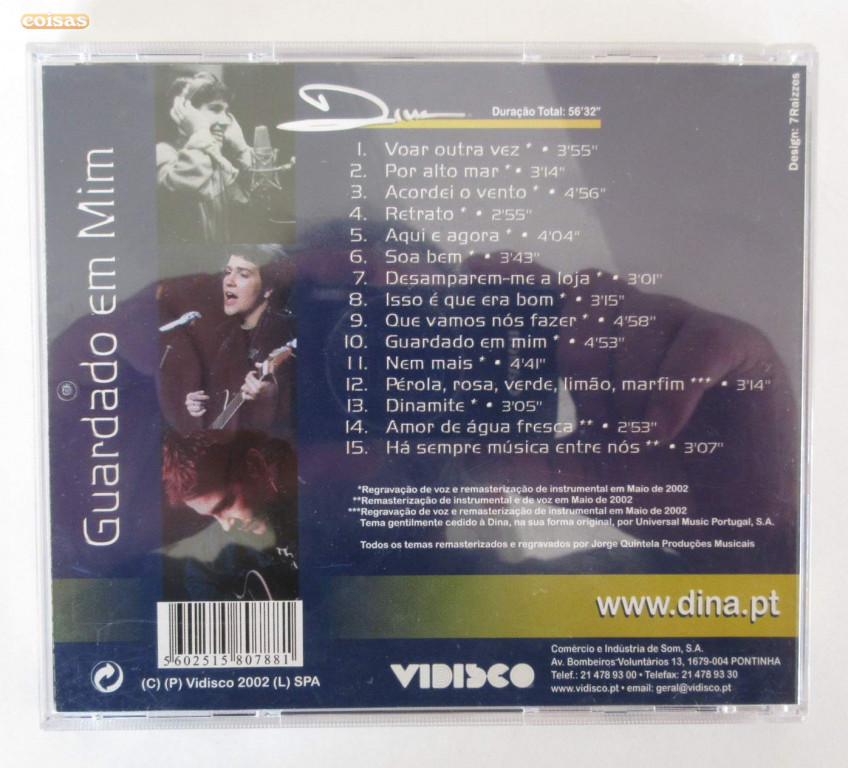 coisas
Dina
Duração Total: 56'32"
Design: 7Raizzes
Guardado em Mim
1. Voar outra vez * • 3'55"
2. Por alto mar * • 3'14"
3. Acordei o vento * • 4'56"
4. Retrato * • 2'55"
5. Aqui e agora * • 4'04"
6. Soa bem * • 3'43"
7. Desamparem-me a loja * • 3'01"
8. Isso é que era bom * • 3'15"
9. Que vamos nós fazer * • 4'58"
10. Guardado em mim * • 4'53"
11. Nem mais * • 4'41"
12. Pérola, rosa, verde, limão, marfim *** • 3'14"
13. Dinamite * • 3'05"
14. Amor de água fresca ** • 2'53"
15. Há sempre música entre nós ** • 3'07"
*Regravação de voz e remasterização de instrumental em Maio de 2002
**Remasterização de instrumental e de voz em Maio de 2002
***Regravação de voz e remasterização de instrumental em Maio de 2002
Tema gentilmente cedido à Dina, na sua forma original, por Universal Music Portugal, S.A.
Todos os temas remasterizados e regravados por Jorge Quintela Produções Musicais
www.dina.pt
5602515807881
(C) (P) Vidisco 2002 (L) SPA
VIDISCO
Comércio e Indústria de Som, S.A.
Av. Bombeiros Voluntários 13, 1679-004 PONTINHA
Telef.: 21 478 93 00 • Telefax: 21 478 93 30
www.vidisco.pt • email: geral@vidisco.pt